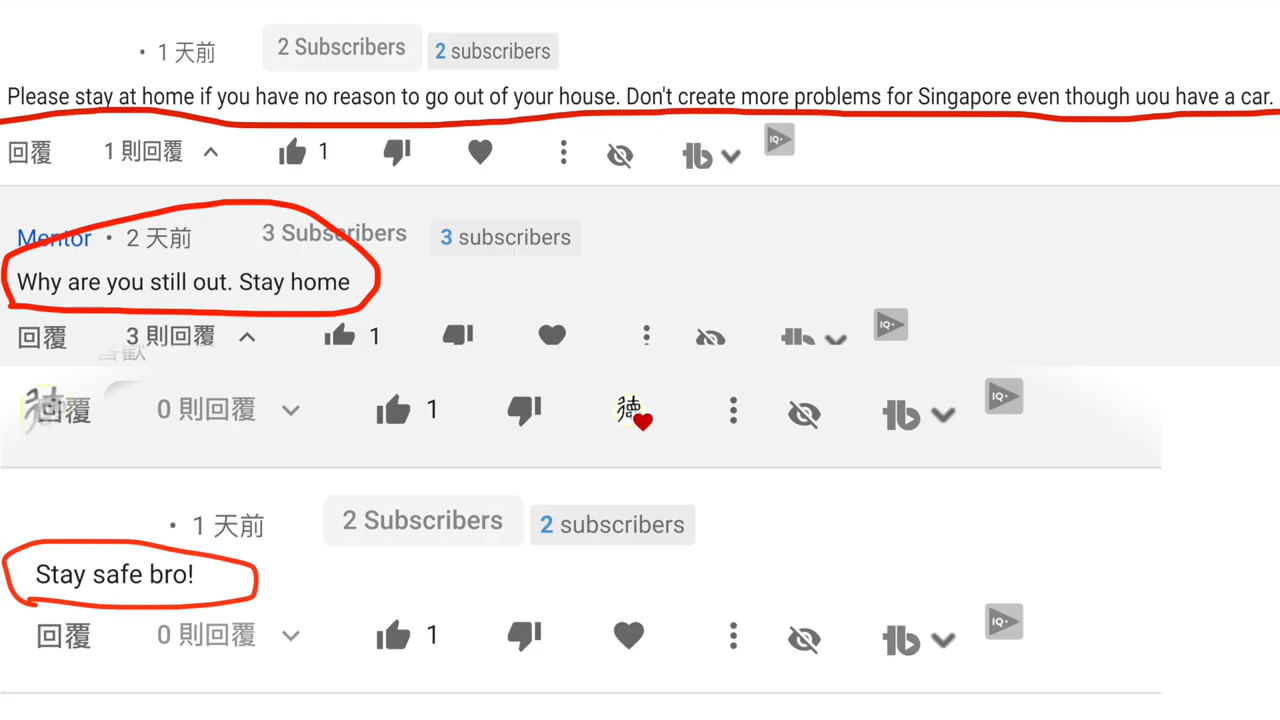 • 1 天前 2 Subscribers 2 subscribers
Please stay at home if you have no reason to go out of your house. Don't create more problems for Singapore even though uou have a car.
回覆 1 則回覆 1 IQ+
Mentor • 2 天前 3 Subscribers 3 subscribers
Why are you still out. Stay home
回覆 3 則回覆 1 IQ+
喜歡
回覆 0 則回覆 1 德 IQ+
• 1 天前 2 Subscribers 2 subscribers
Stay safe bro!
回覆 0 則回覆 1 IQ+